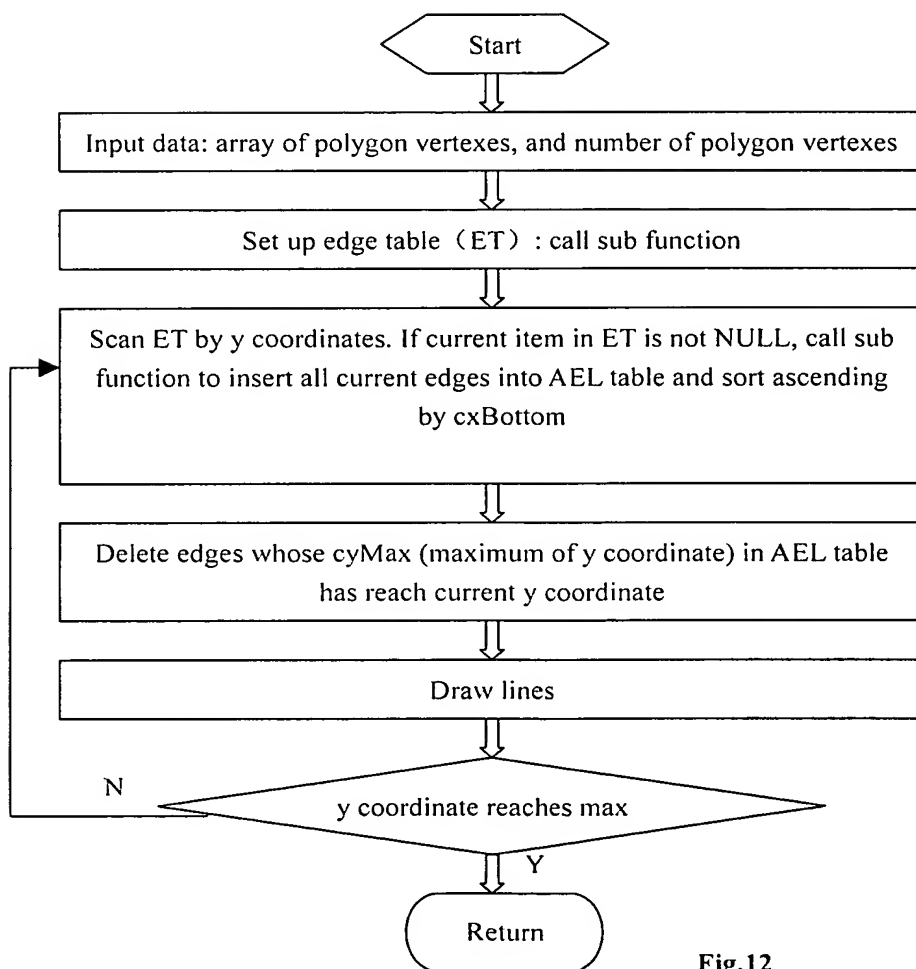 Start
Input data: array of polygon vertexes, and number of polygon vertexes
Set up edge table（ET）: call sub function
Scan ET by y coordinates. If current item in ET is not NULL, call sub
function to insert all current edges into AEL table and sort ascending
by cxBottom
Delete edges whose cyMax (maximum of y coordinate) in AEL table
has reach current y coordinate
Draw lines
N
y coordinate reaches max
Y
Return
Fig.12